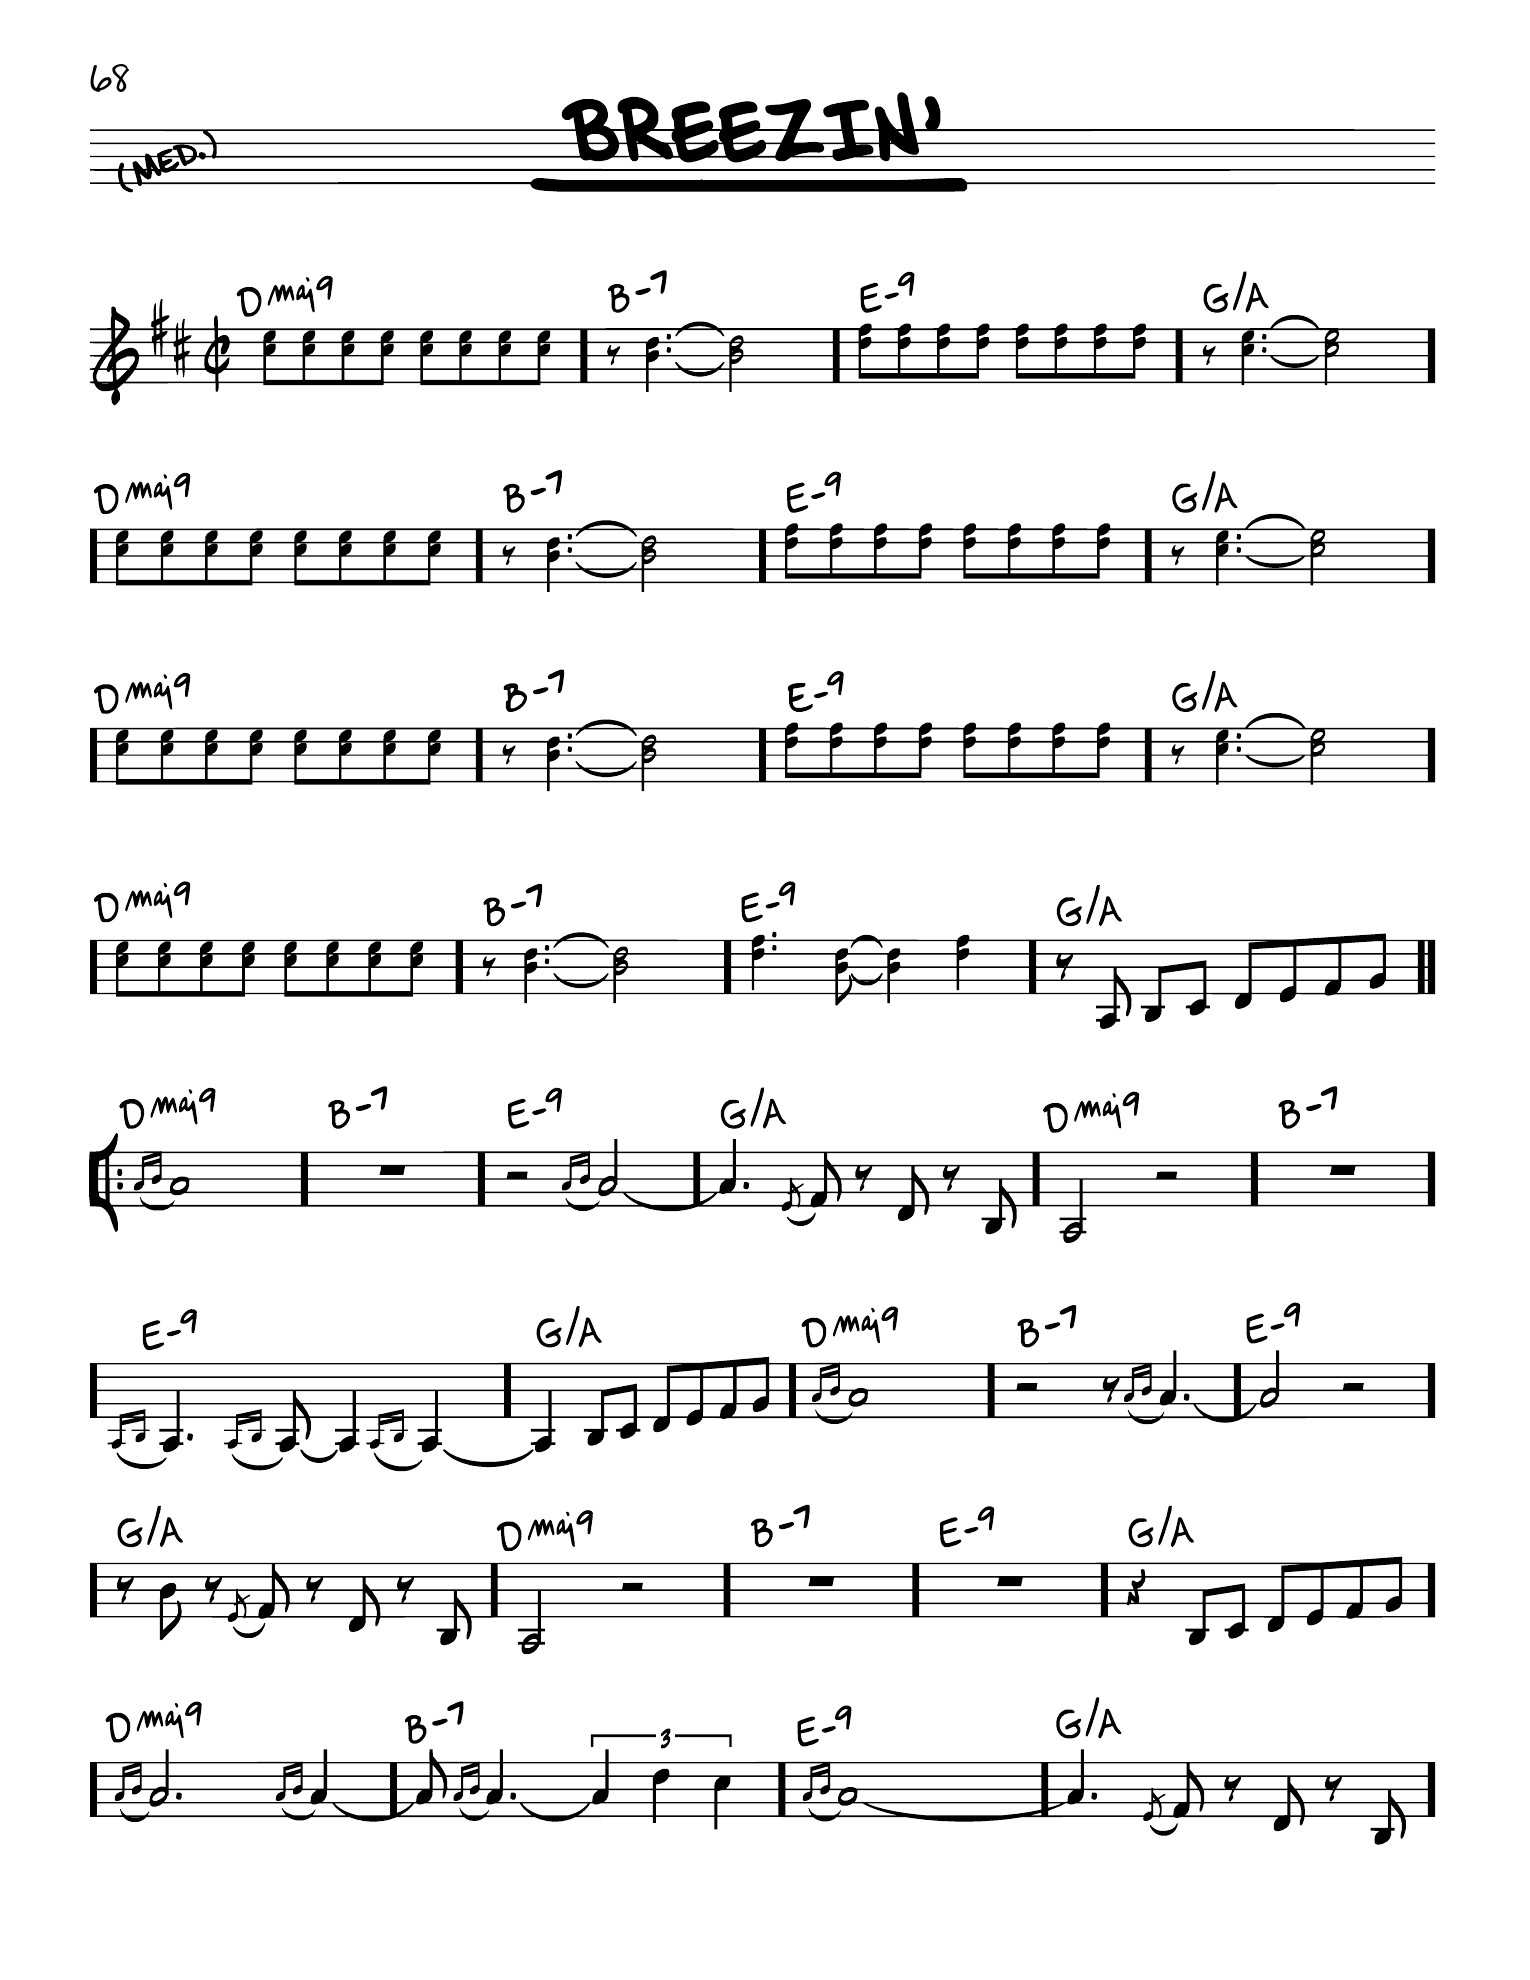 68
BREEZIN'
(MED.)
Dmaj9 B-7 E-9 G/A
Dmaj9 B-7 E-9 G/A
Dmaj9 B-7 E-9 G/A
Dmaj9 B-7 E-9 G/A
Dmaj9 B-7 E-9 G/A Dmaj9 B-7
E-9 G/A Dmaj9 B-7 E-9
G/A Dmaj9 B-7 E-9 G/A
Dmaj9 B-7 3 E-9 G/A